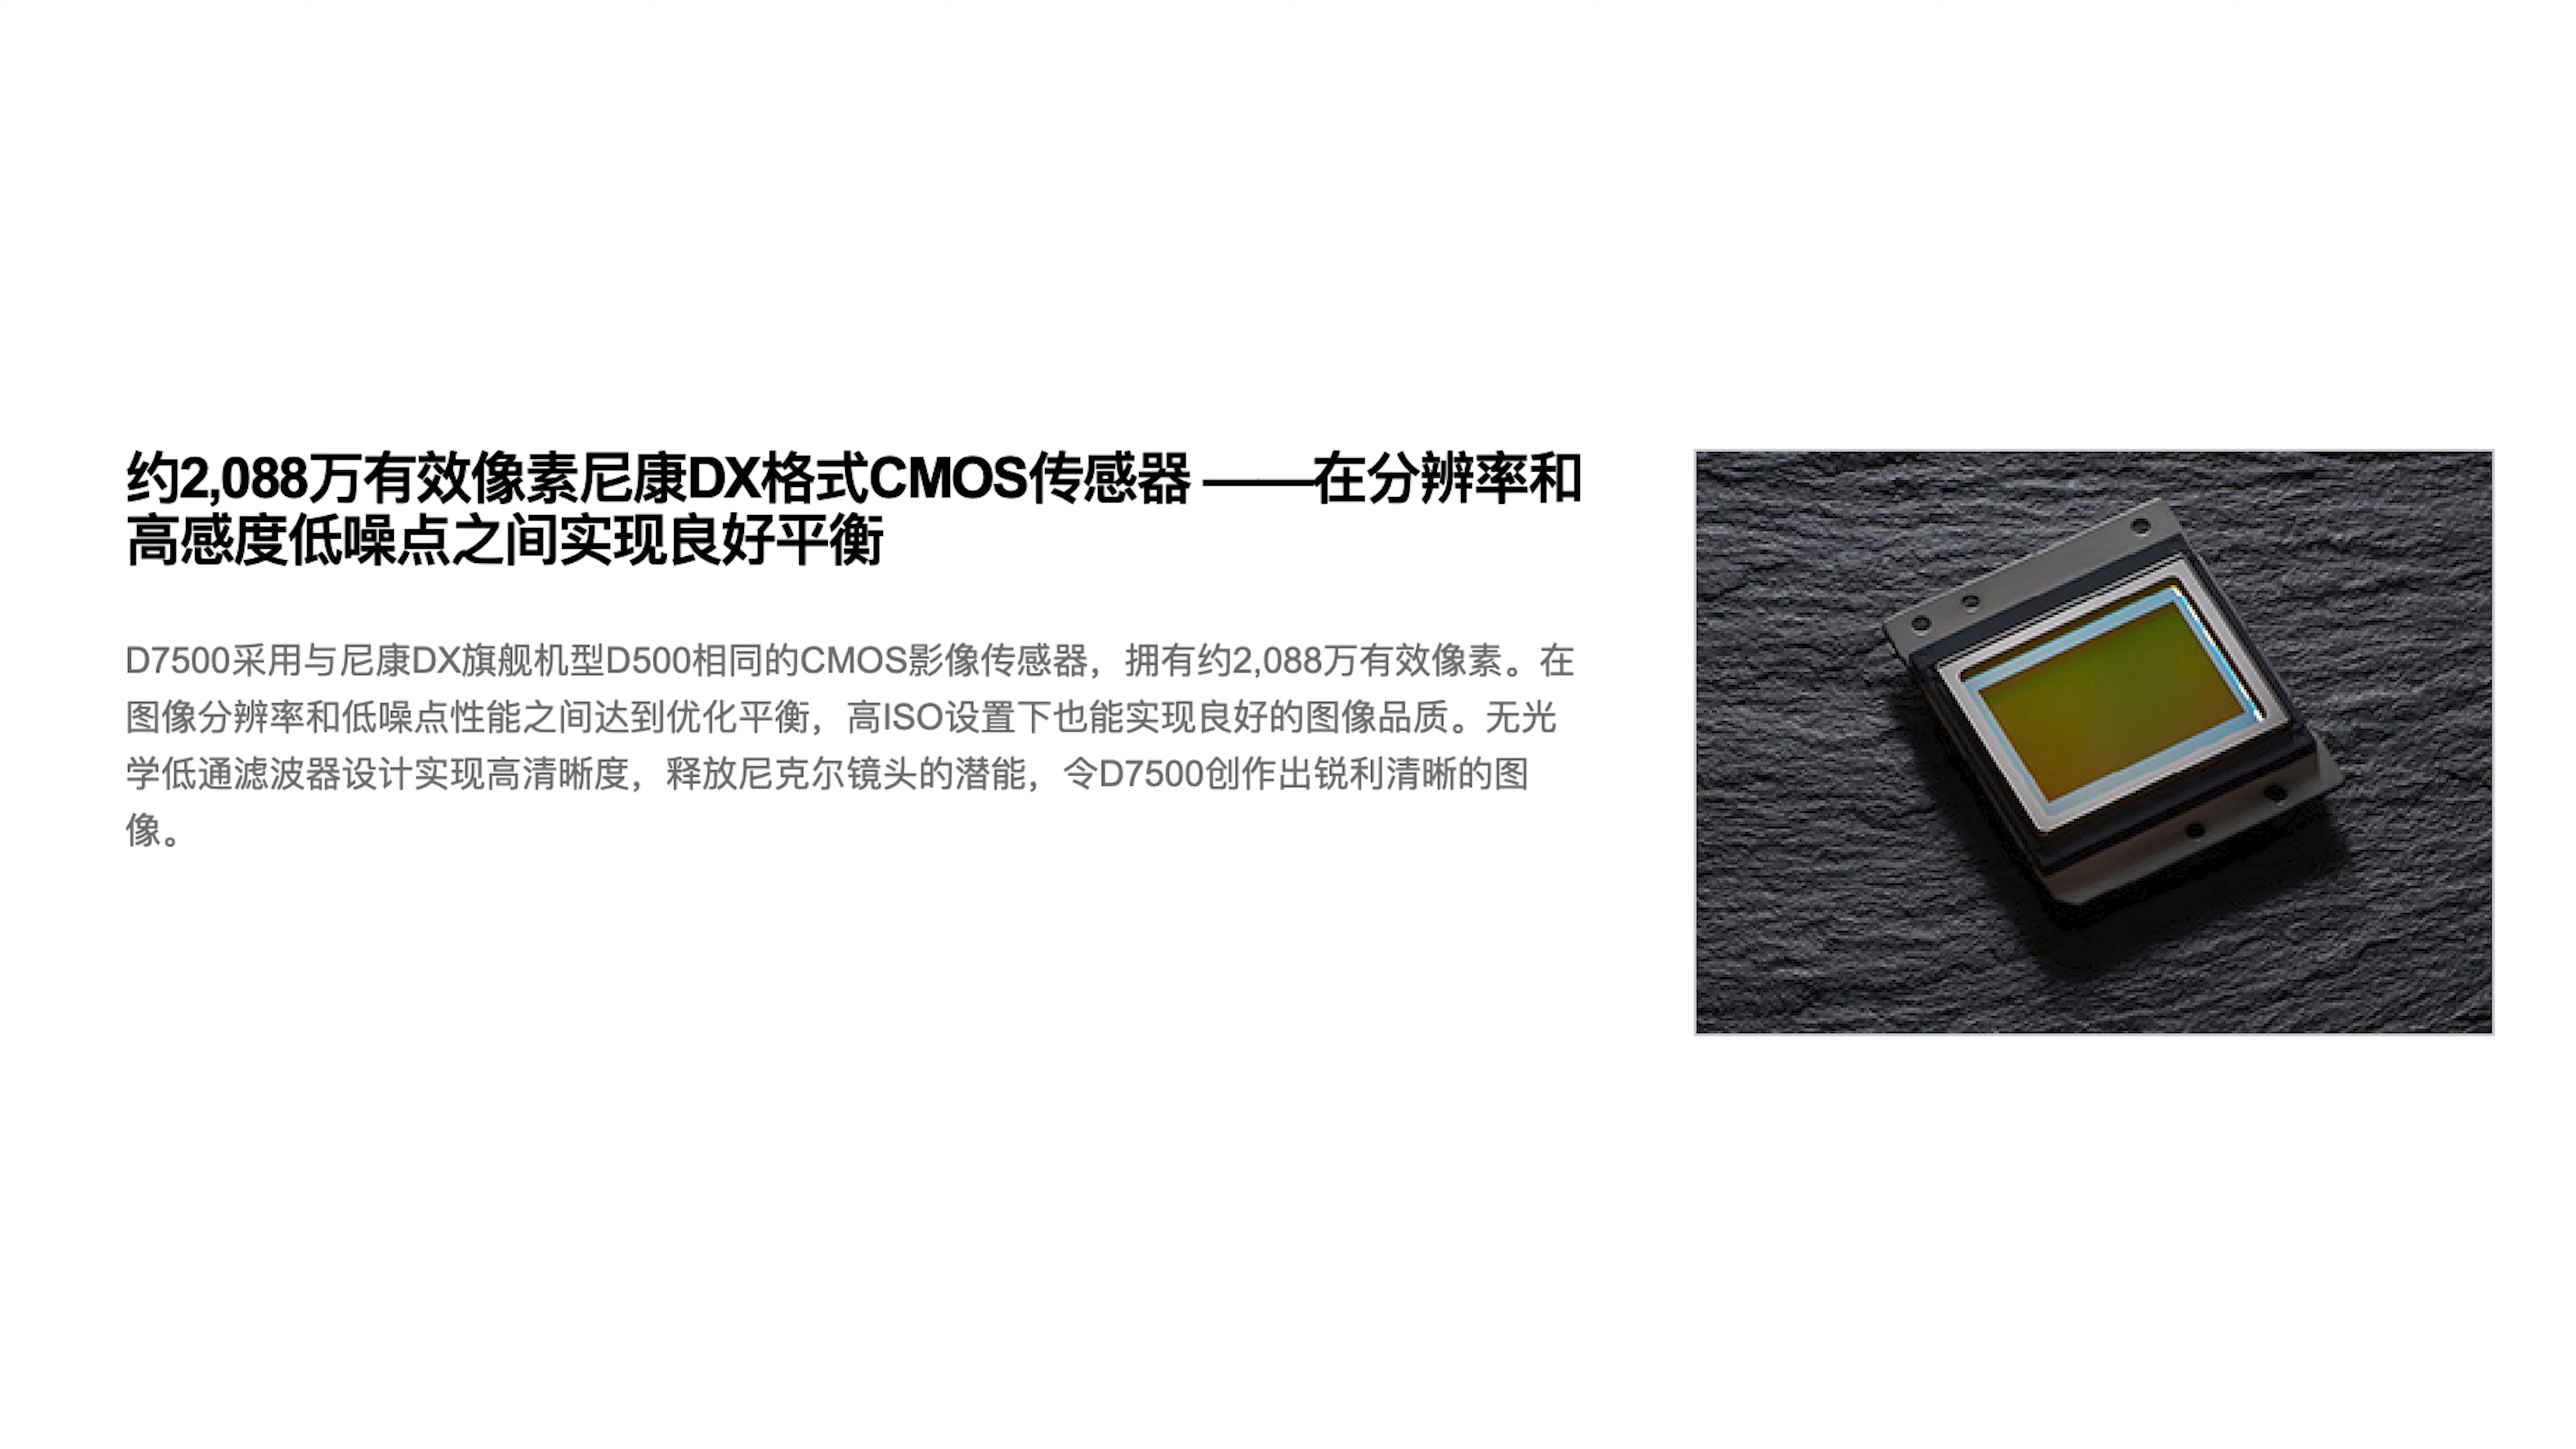 约2,088万有效像素尼康DX格式CMOS传感器 ——在分辨率和
高感度低噪点之间实现良好平衡
D7500采用与尼康DX旗舰机型D500相同的CMOS影像传感器，拥有约2,088万有效像素。在
图像分辨率和低噪点性能之间达到优化平衡，高ISO设置下也能实现良好的图像品质。无光
学低通滤波器设计实现高清晰度，释放尼克尔镜头的潜能，令D7500创作出锐利清晰的图
像。